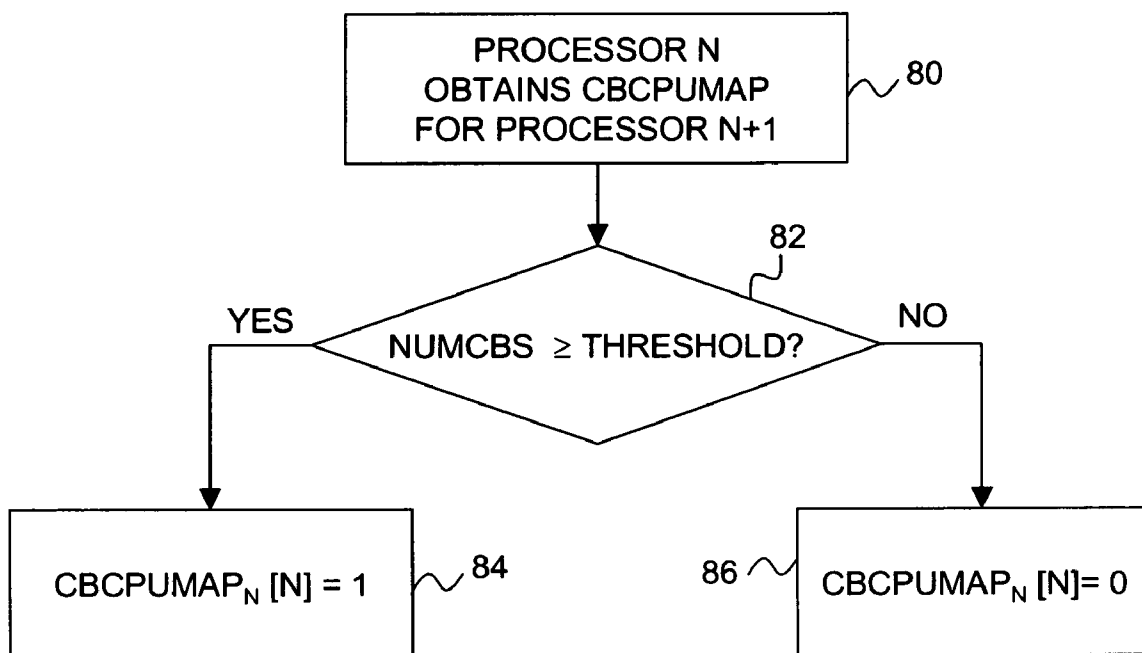 PROCESSOR N
OBTAINS CBCPUMAP
FOR PROCESSOR N+1
80
82
YES
NO
NUMCBS ≥ THRESHOLD?
CBCPUMAP_N [N] = 1
84
86
CBCPUMAP_N [N]= 0